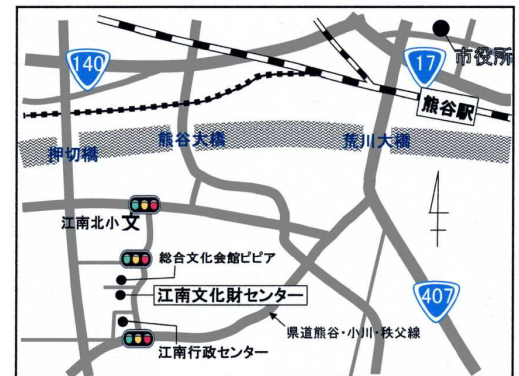 市役所
140
17
熊谷駅
押切橋
熊谷大橋
荒川大橋
江南北小 文
総合文化会館ピピア
江南文化財センター
407
県道熊谷・小川・秩父線
江南行政センター